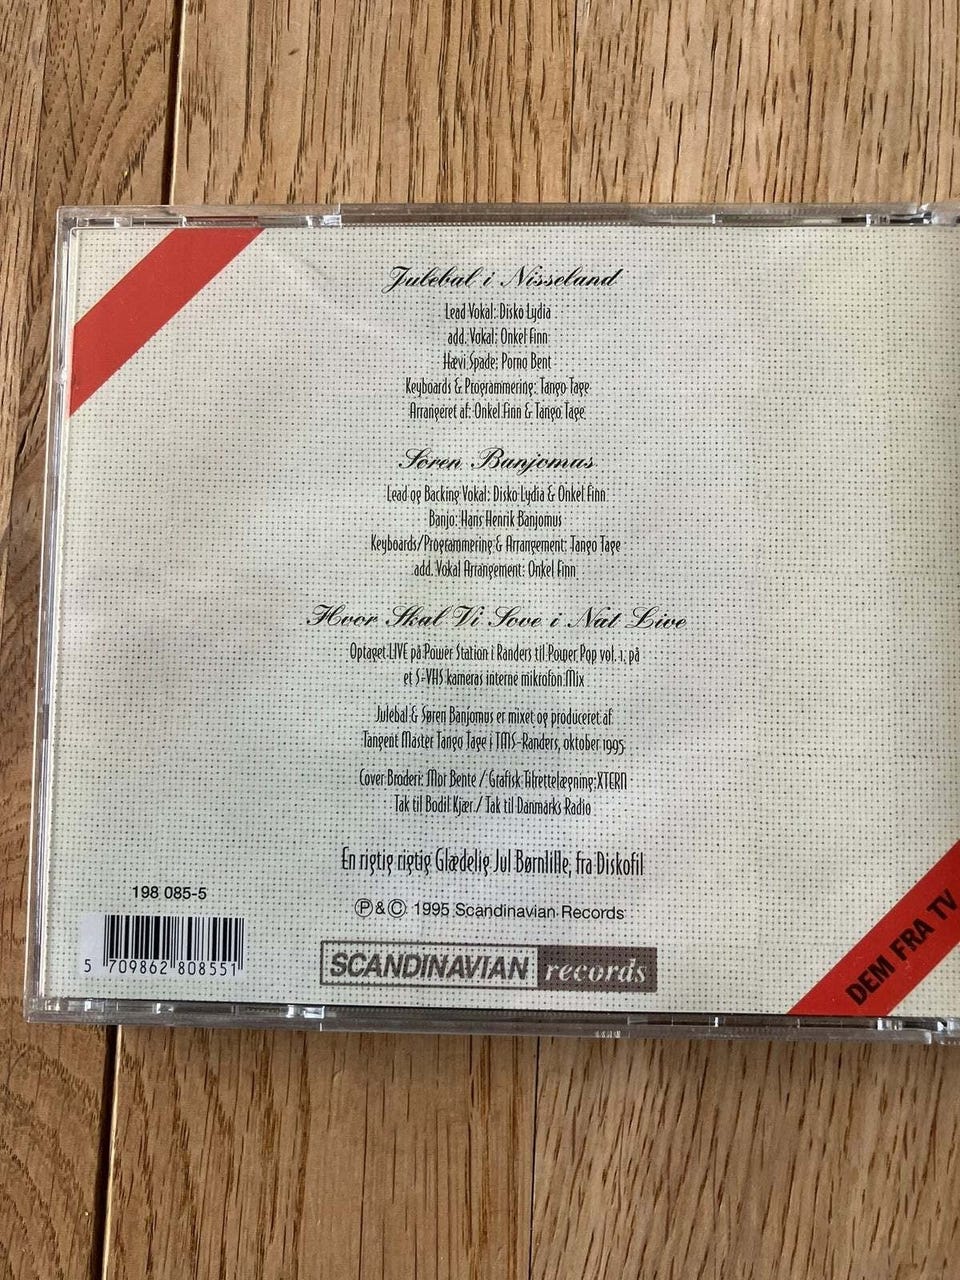 Julebal i Nisseland
Lead Vokal: Disko Lydia
add. Vokal: Onkel Finn
Hævi Spade: Porno Bent
Keyboards & Programmering: Tango Tage
Arrangeret af: Onkel Finn & Tango Tage.
Søren Banjomus
Lead og Backing Vokal: Disko Lydia & Onkel Finn
Banjo: Hans Henrik Banjomus
Keyboards/Programmering & Arrangement: Tango Tage
add. Vokal Arrangement: Onkel Finn
Hvor Skal Vi Sove i Nat Live
Optaget LIVE på Power Station i Randers til Power Pop vol. 1. på
et S-VHS kameras interne mikrofon.Mix
Julebal & Søren Banjomus er mixet og produceret af
Tangent Master Tango Tage i TMS-Randers, oktober 1995
Cover Broderi: Mor Bente / Grafisk Tilrettelægning:XTERN
Tak til Bodil Kjær./ Tak til Danmarks Radio
En rigtig rigtig Glædelig Jul Børnlille, fra Diskofil
Ⓟ & © 1995 Scandinavian Records
198 085-5
5 709862 808551
SCANDINAVIAN records
DEM FRA TV